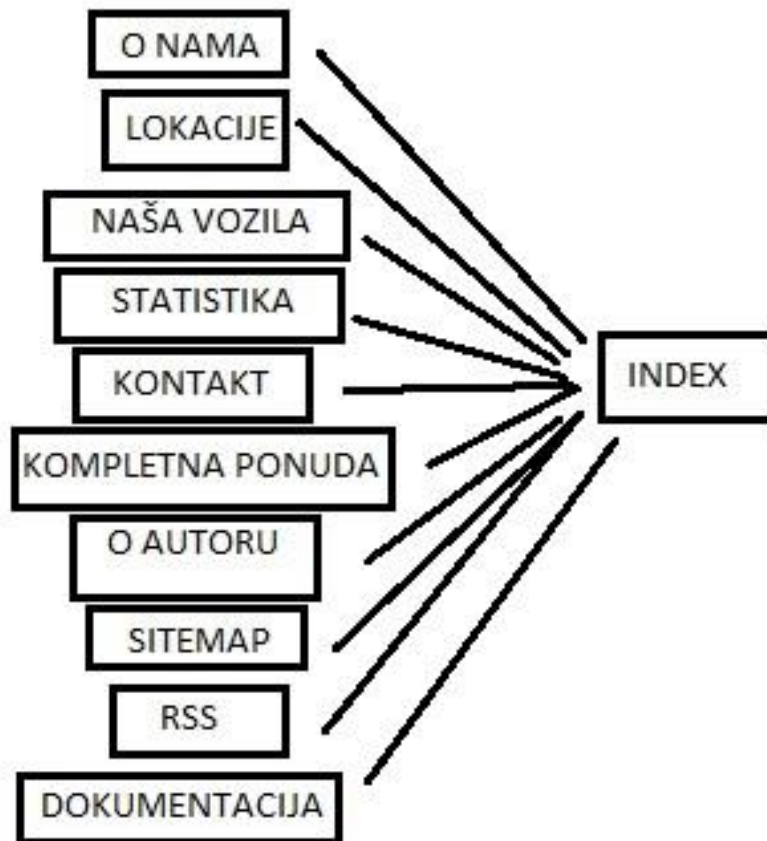 O NAMA
LOKACIJE
NAŠA VOZILA
STATISTIKA
KONTAKT
INDEX
KOMPLETNA PONUDA
O AUTORU
SITEMAP
RSS
DOKUMENTACIJA